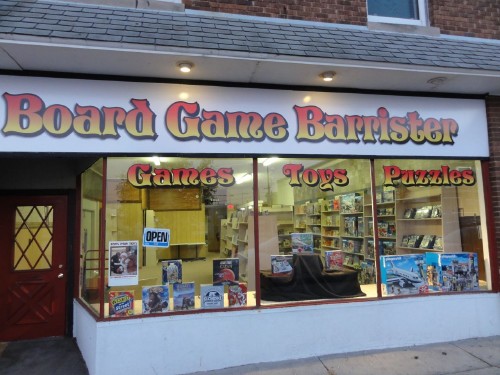 Board Game Barrister
Games Toys Puzzles
OPEN